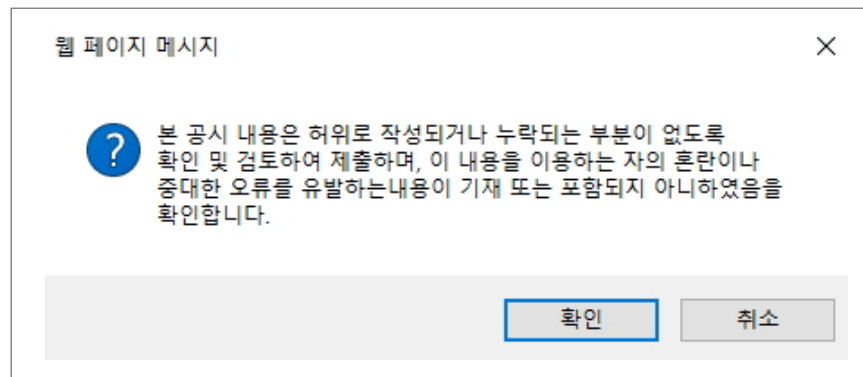 웹 페이지 메시지
본 공시 내용은 허위로 작성되거나 누락되는 부분이 없도록
확인 및 검토하여 제출하며, 이 내용을 이용하는 자의 혼란이나
중대한 오류를 유발하는내용이 기재 또는 포함되지 아니하였음을
확인합니다.
확인
취소